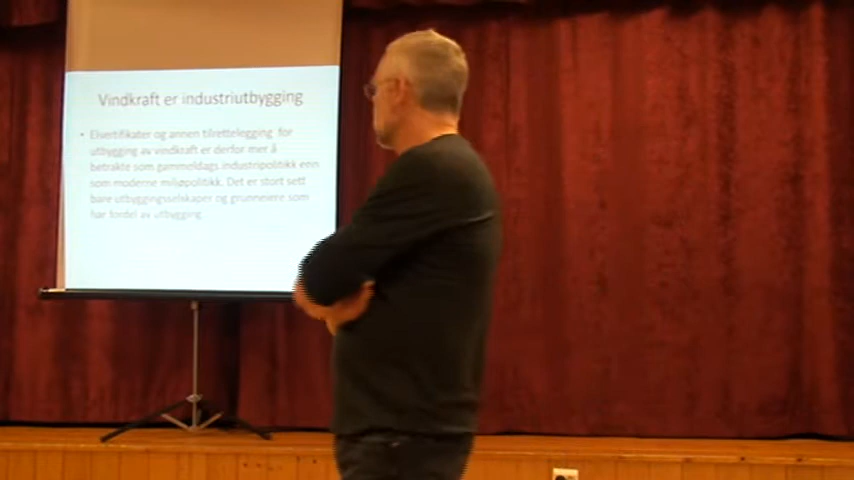 Vindkraft er industriutbygging
• Elsertifikater og annen tilrettelegging for
utbygging av vindkraft er derfor mer å
betrakte som gammeldags industripolitikk enn
som moderne miljøpolitikk. Det er stort sett
bare utbyggingsselskaper og grunneiere som
har fordel av utbygging.